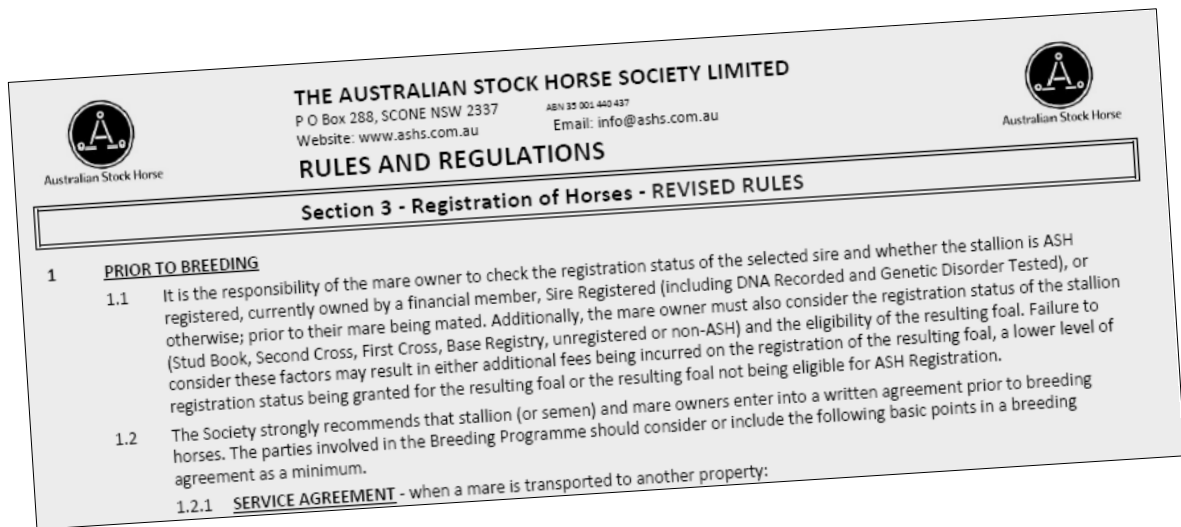 THE AUSTRALIAN STOCK HORSE SOCIETY LIMITED
P O Box 288, SCONE NSW 2337 ABN 35 001 440 437
Website: www.ashs.com.au Email: info@ashs.com.au
RULES AND REGULATIONS
Australian Stock Horse
Australian Stock Horse
Section 3 - Registration of Horses - REVISED RULES
1 PRIOR TO BREEDING
1.1 It is the responsibility of the mare owner to check the registration status of the selected sire and whether the stallion is ASH
registered, currently owned by a financial member, Sire Registered (including DNA Recorded and Genetic Disorder Tested), or
otherwise; prior to their mare being mated. Additionally, the mare owner must also consider the registration status of the stallion
(Stud Book, Second Cross, First Cross, Base Registry, unregistered or non-ASH) and the eligibility of the resulting foal. Failure to
consider these factors may result in either additional fees being incurred on the registration of the resulting foal, a lower level of
registration status being granted for the resulting foal or the resulting foal not being eligible for ASH Registration.
1.2 The Society strongly recommends that stallion (or semen) and mare owners enter into a written agreement prior to breeding
horses. The parties involved in the Breeding Programme should consider or include the following basic points in a breeding
agreement as a minimum.
1.2.1 SERVICE AGREEMENT - when a mare is transported to another property: